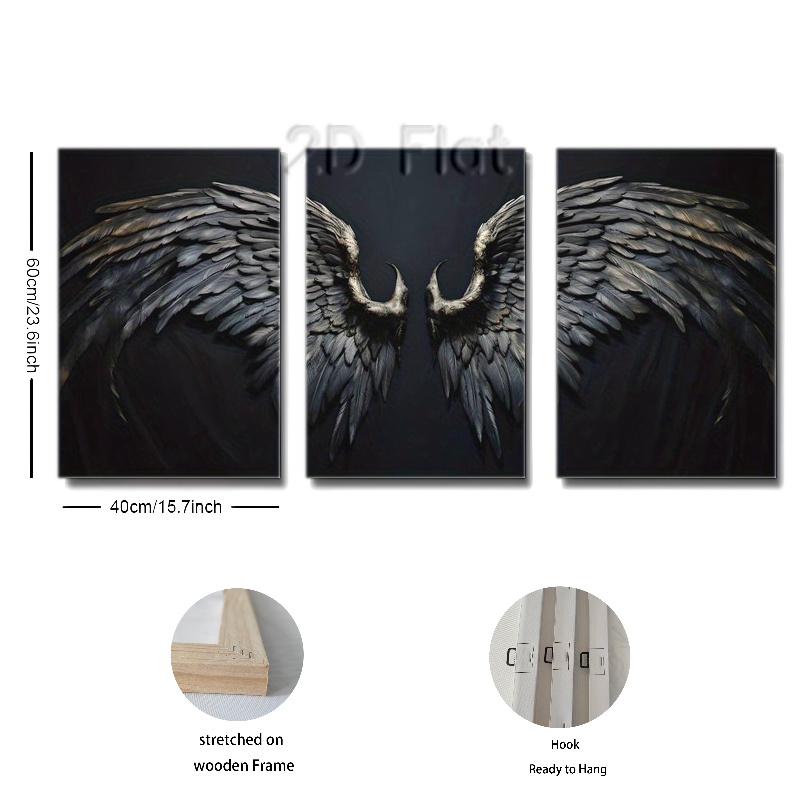 2D Flat
60cm/23.6inch
40cm/15.7inch
stretched on
wooden Frame
Hook
Ready to Hang